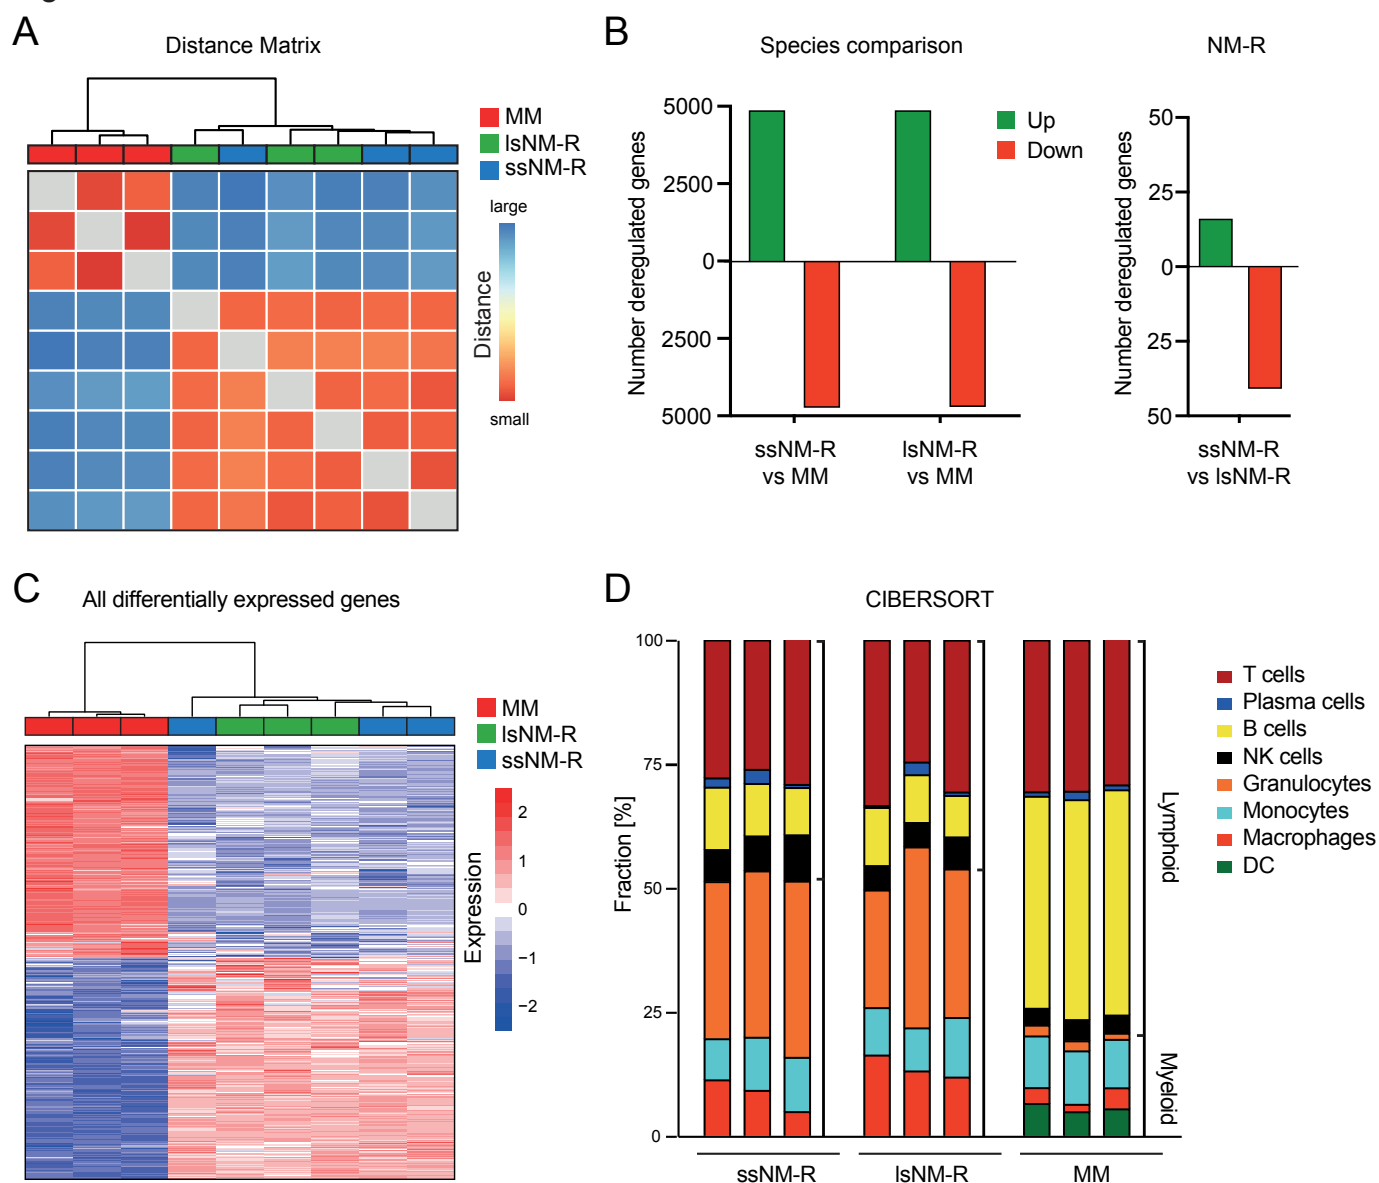 A
Distance Matrix
MM
lsNM-R
ssNM-R
large
Distance
small
B
Species comparison
NM-R
Number deregulated genes
5000
2500
0
2500
5000
Up
Down
ssNM-R
vs MM
lsNM-R
vs MM
Number deregulated genes
50
25
0
25
50
ssNM-R
vs lsNM-R
C
All differentially expressed genes
MM
lsNM-R
ssNM-R
2
1
0
−1
−2
Expression
D
CIBERSORT
Fraction [%]
100
75
50
25
0
ssNM-R
lsNM-R
MM
Lymphoid
Myeloid
T cells
Plasma cells
B cells
NK cells
Granulocytes
Monocytes
Macrophages
DC